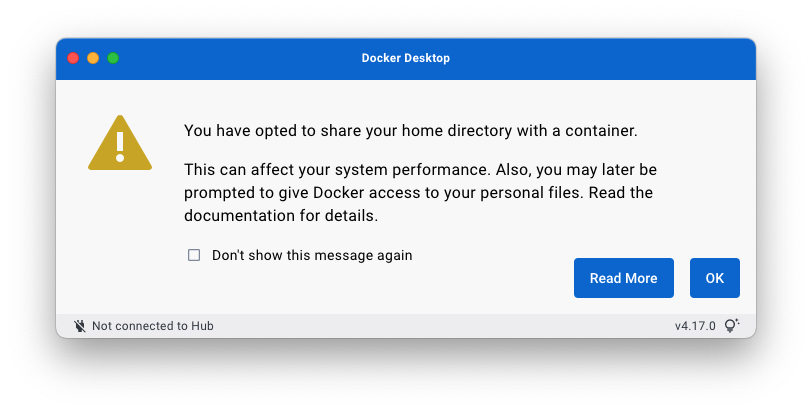 Docker Desktop
You have opted to share your home directory with a container.
This can affect your system performance. Also, you may later be
prompted to give Docker access to your personal files. Read the
documentation for details.
Don't show this message again
Read More
OK
Not connected to Hub
v4.17.0